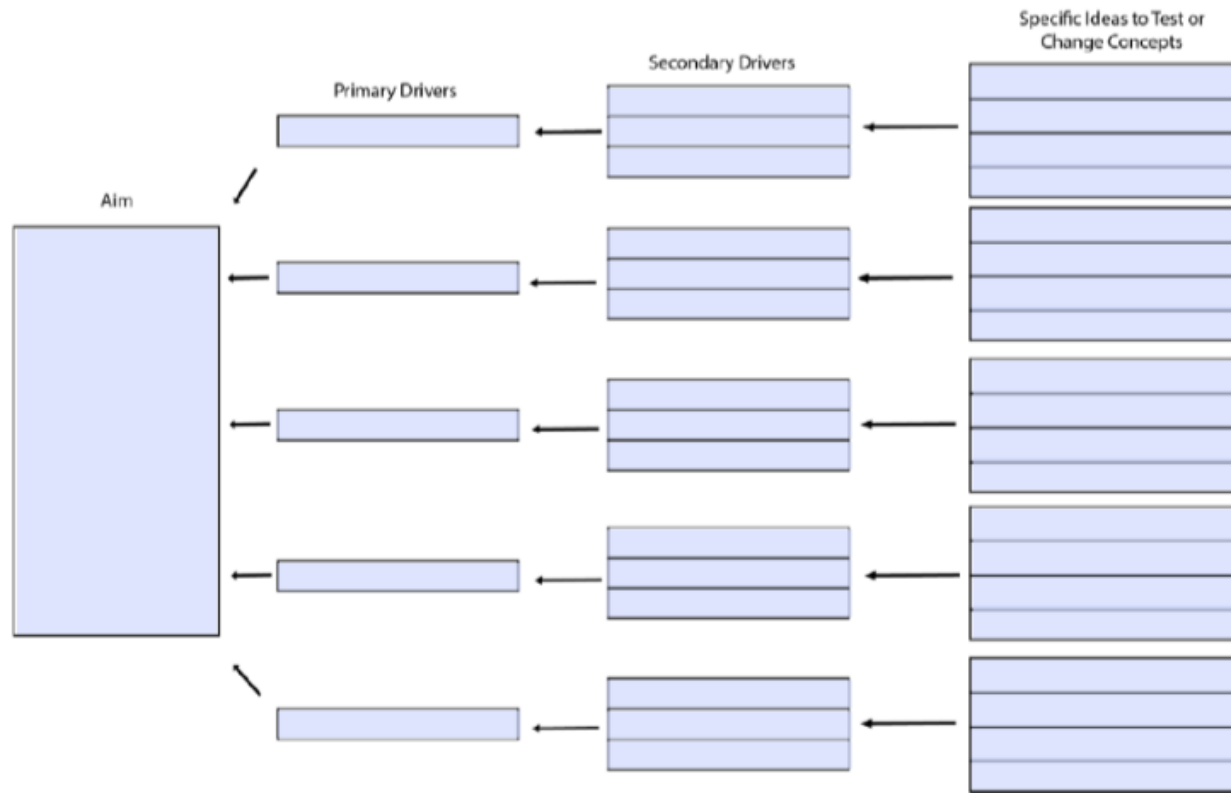 Specific Ideas to Test or
Change Concepts
Secondary Drivers
Primary Drivers
Aim